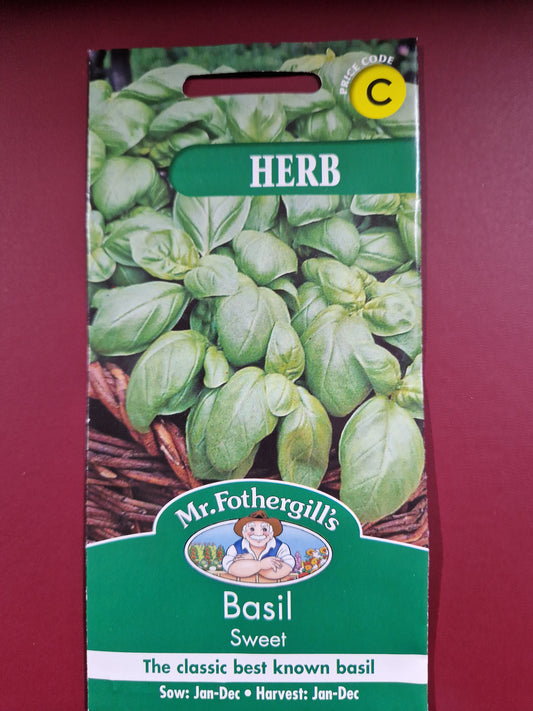 PRICE CODE
C
HERB
Mr. Fothergill's
Basil
Sweet
The classic best known basil
Sow: Jan-Dec • Harvest: Jan-Dec